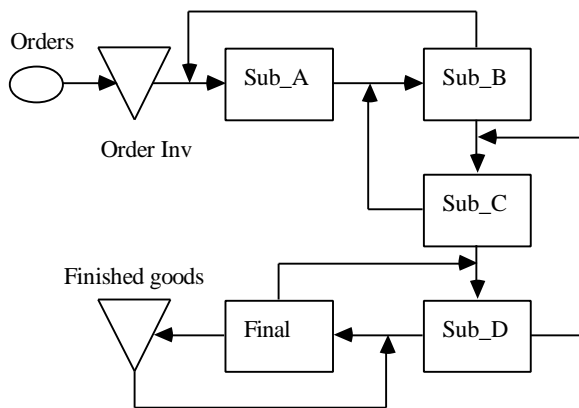 Orders
Sub_A
Sub_B
Order Inv
Sub_C
Finished goods
Final
Sub_D